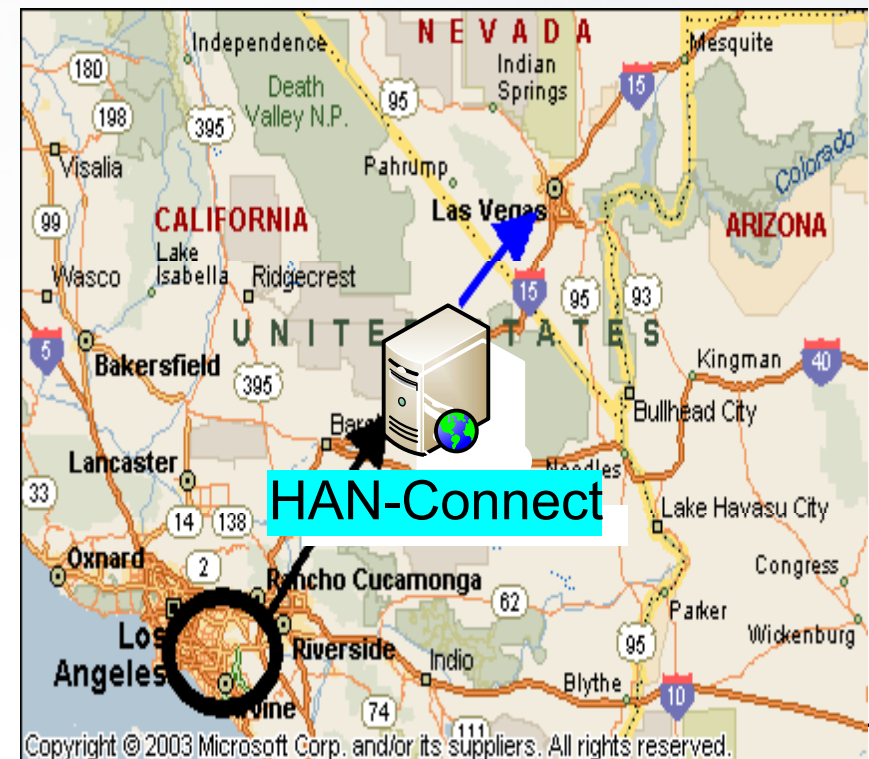 NEVADA
Independence
Mesquite
Indian
Springs
180
15
Death
Valley N.P.
95
198
395
Colorado
Visalia
Pahrump
Las Vegas
99
CALIFORNIA
ARIZONA
Lake
Isabella
Wasco
Ridgecrest
15
95
93
UNITE TATES
5
Bakersfield
Kingman
40
395
Bullhead City
Lancaster
Needles
33
HAN-Connect
14
138
Lake Havasu City
Oxnard
2
Congress
Rancho Cucamonga
62
Parker
Los
Angeles
Riverside
95
Wickenburg
Indio
Blythe
10
74
111
Copyright © 2003 Microsoft Corp. and/or its suppliers. All rights reserved.